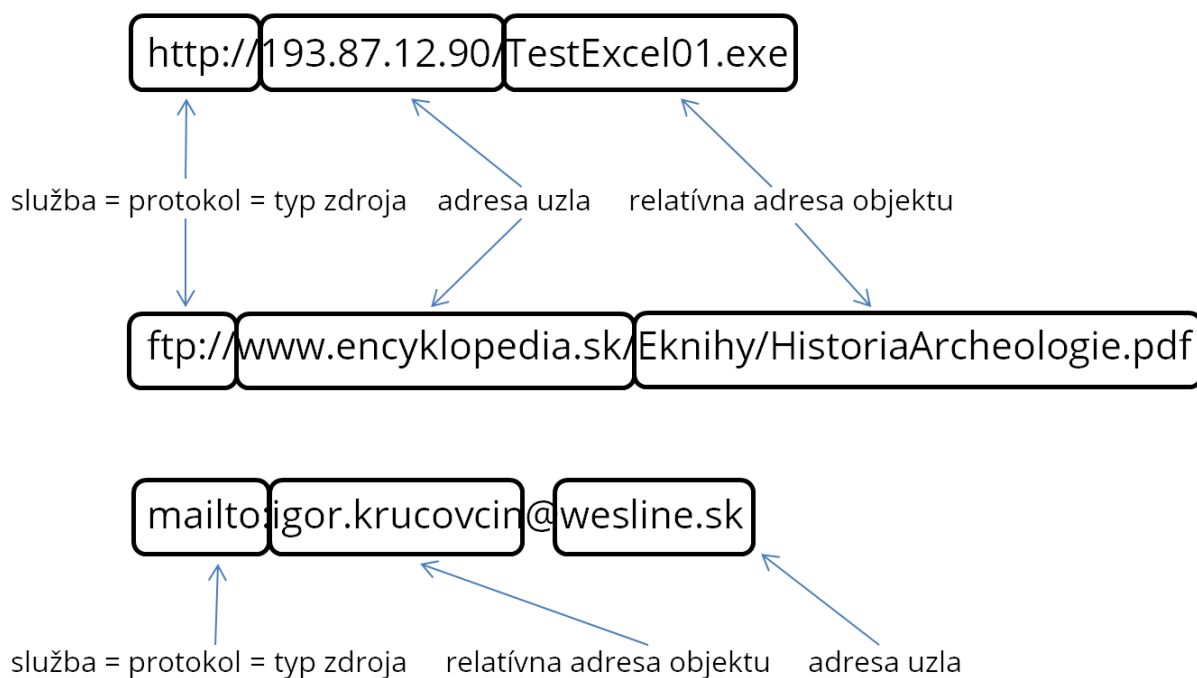 http://193.87.12.90/TestExcel01.exe
služba = protokol = typ zdroja adresa uzla relatívna adresa objektu
ftp://www.encyklopedia.sk/Eknihy/HistoriaArcheologie.pdf
mailto:igor.krucovcin@wesline.sk
služba = protokol = typ zdroja relatívna adresa objektu adresa uzla